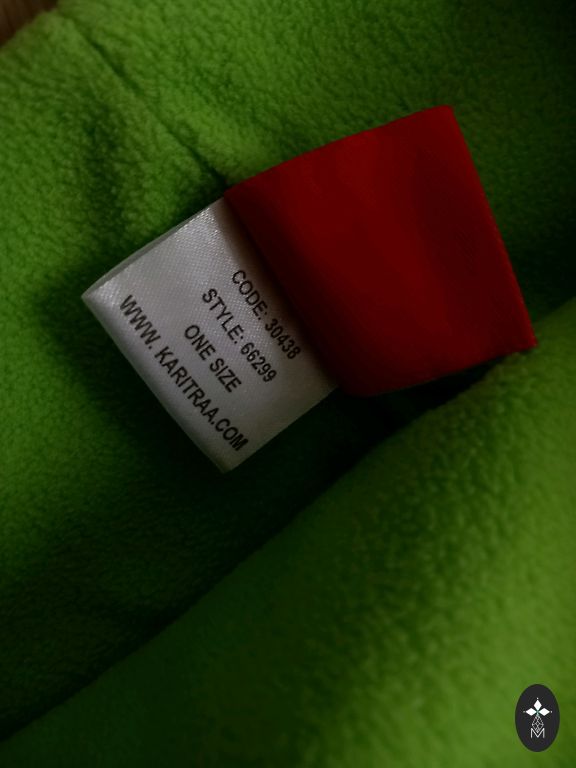 CODE: 30438
STYLE: 66299
ONE SIZE
WWW. KARITRAA.COM
M